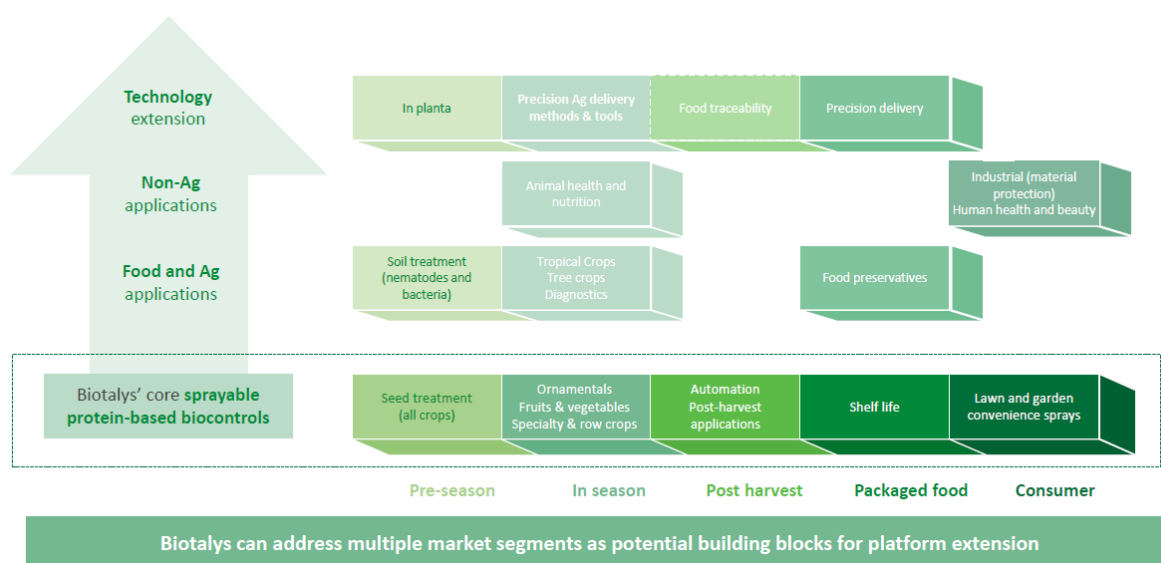 Technology
extension
In planta
Precision Ag delivery
methods & tools
Food traceability
Precision delivery
Non-Ag
applications
Animal health and
nutrition
Industrial (material
protection)
Human health and beauty
Food and Ag
applications
Soil treatment
(nematodes and
bacteria)
Tropical Crops
Tree crops
Diagnostics
Food preservatives
Biotalys' core sprayable
protein-based biocontrols
Seed treatment
(all crops)
Ornamentals
Fruits & vegetables
Specialty & row crops
Automation
Post-harvest
applications
Shelf life
Lawn and garden
convenience sprays
Pre-season
In season
Post harvest
Packaged food
Consumer
Biotalys can address multiple market segments as potential building blocks for platform extension